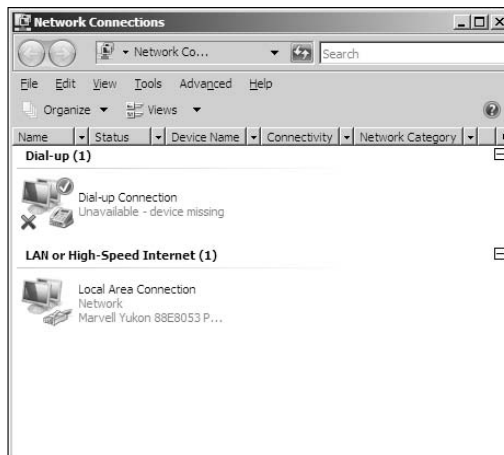 Network Connections
Network Co...
Search
File Edit View Tools Advanced Help
Organize Views
Name Status Device Name Connectivity Network Category
Dial-up (1)
Dial-up Connection
Unavailable - device missing
LAN or High-Speed Internet (1)
Local Area Connection
Network
Marvell Yukon 88E8053 P...